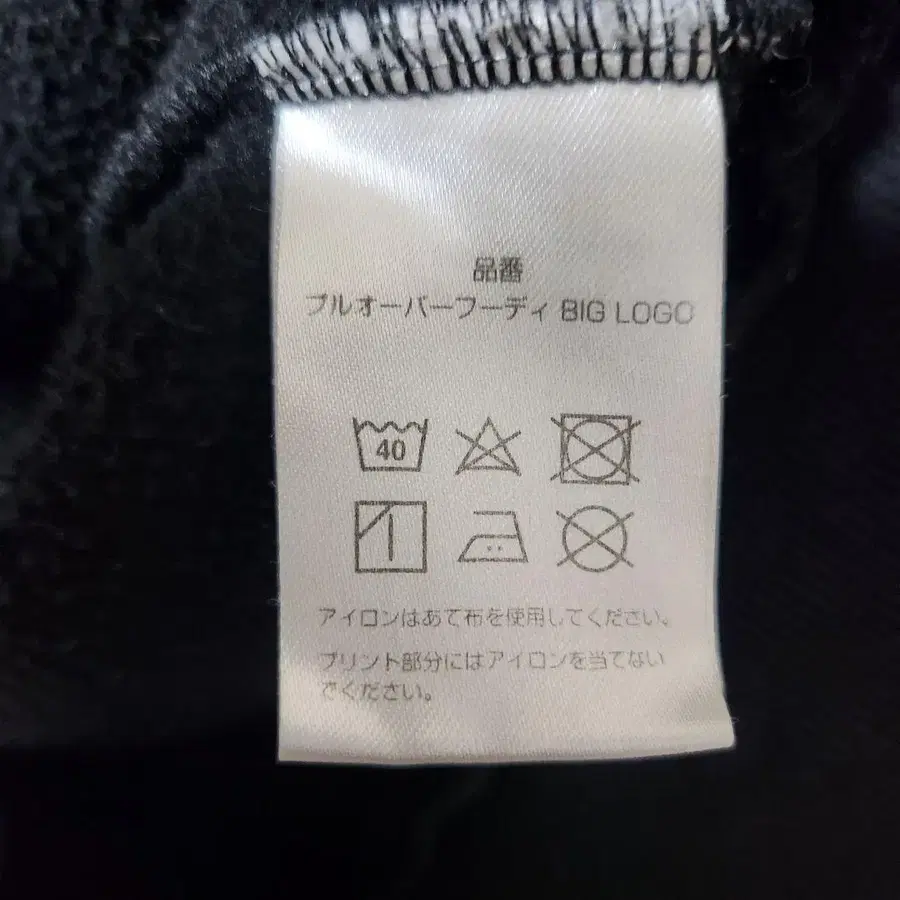 品番
プルオーバーフーディ BIG LOGO
40
アイロンはあて布を使用してください。
プリント部分にはアイロンを当てない
でください。